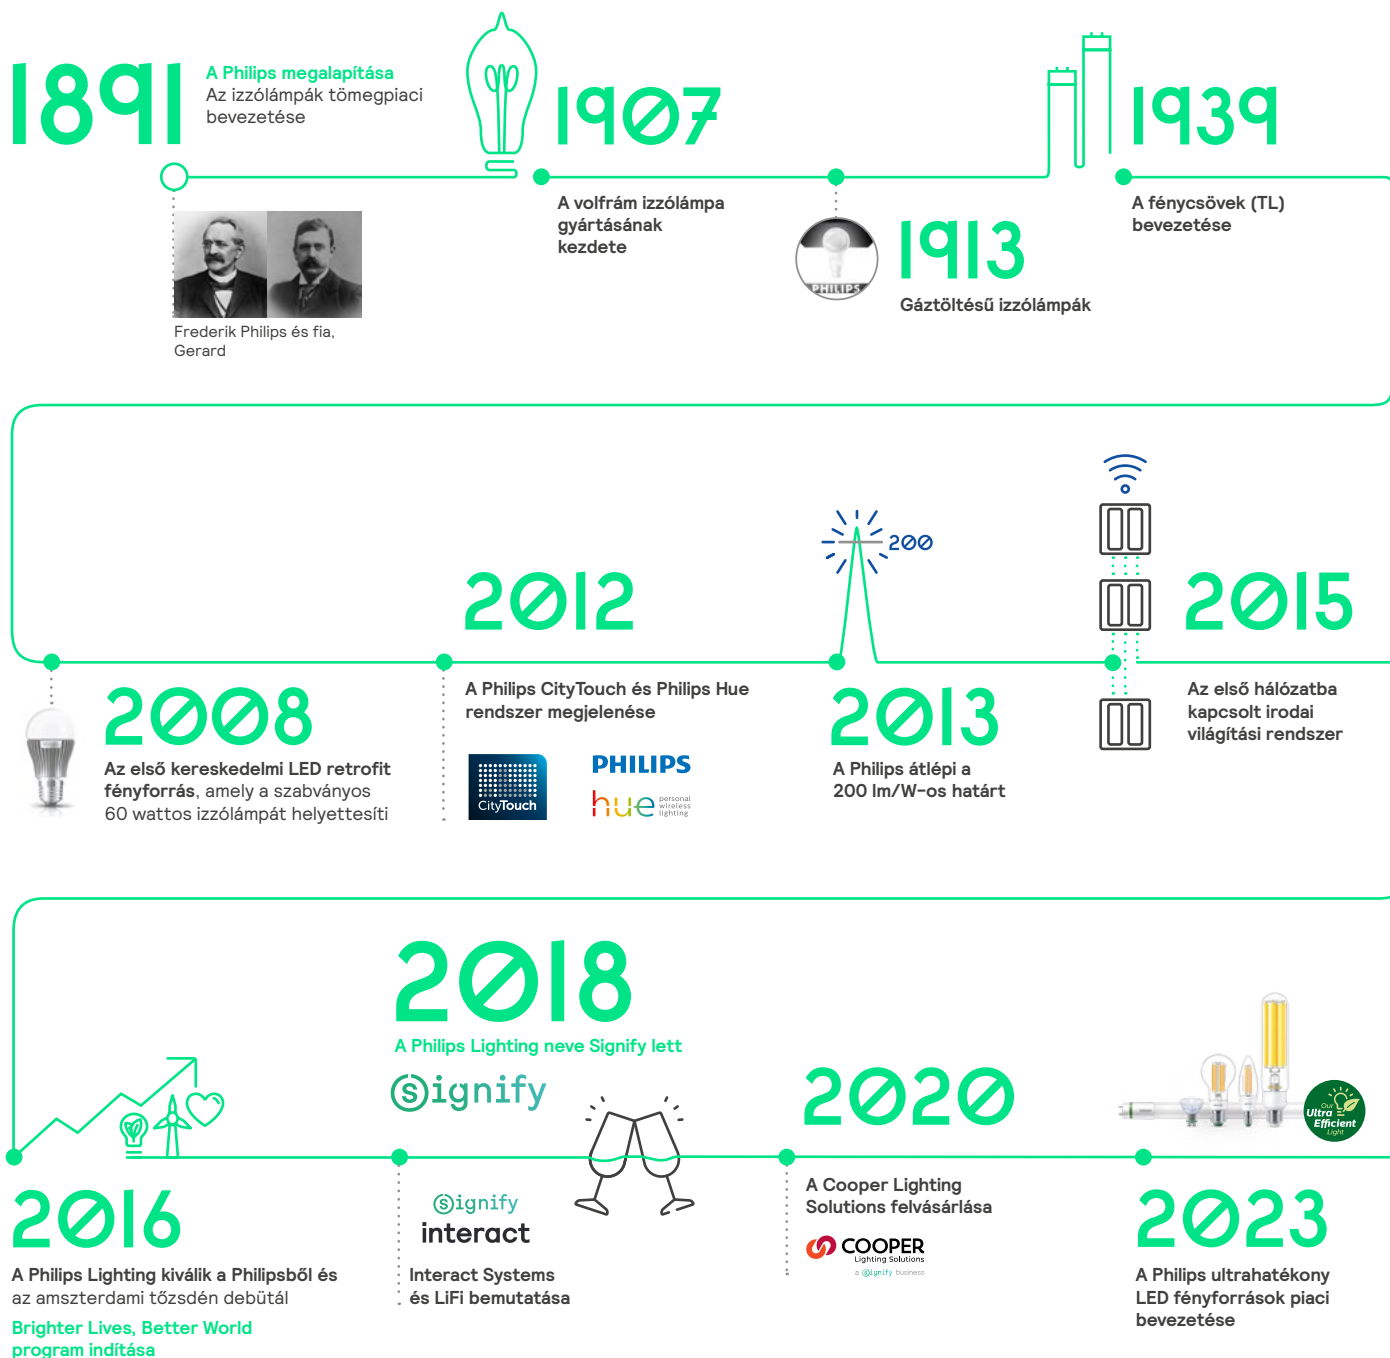 1891
A Philips megalapítása
Az izzólámpák tömegpiaci
bevezetése
Frederik Philips és fia,
Gerard
1907
A volfrám izzólámpa
gyártásának
kezdete
PHILIPS
1913
Gáztöltésű izzólámpák
1939
A fénycsövek (TL)
bevezetése
2008
Az első kereskedelmi LED retrofit
fényforrás, amely a szabványos
60 wattos izzólámpát helyettesíti
2012
A Philips CityTouch és Philips Hue
rendszer megjelenése
CityTouch
PHILIPS
hue personal
wireless
lighting
200
2013
A Philips átlépi a
200 lm/W-os határt
2015
Az első hálózatba
kapcsolt irodai
világítási rendszer
2016
A Philips Lighting kiválik a Philipsből és
az amszterdami tőzsdén debütál
Brighter Lives, Better World
program indítása
2018
A Philips Lighting neve Signify lett
Signify
Signify
interact
Interact Systems
és LiFi bemutatása
2020
A Cooper Lighting
Solutions felvásárlása
COOPER
Lighting Solutions
a Signify business
Our
Ultra
Efficient
Light
2023
A Philips ultrahatékony
LED fényforrások piaci
bevezetése